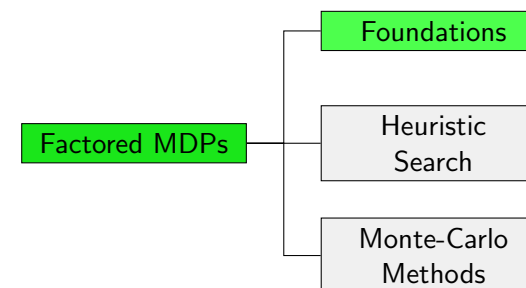 Foundations
Factored MDPs
Heuristic
Search
Monte-Carlo
Methods